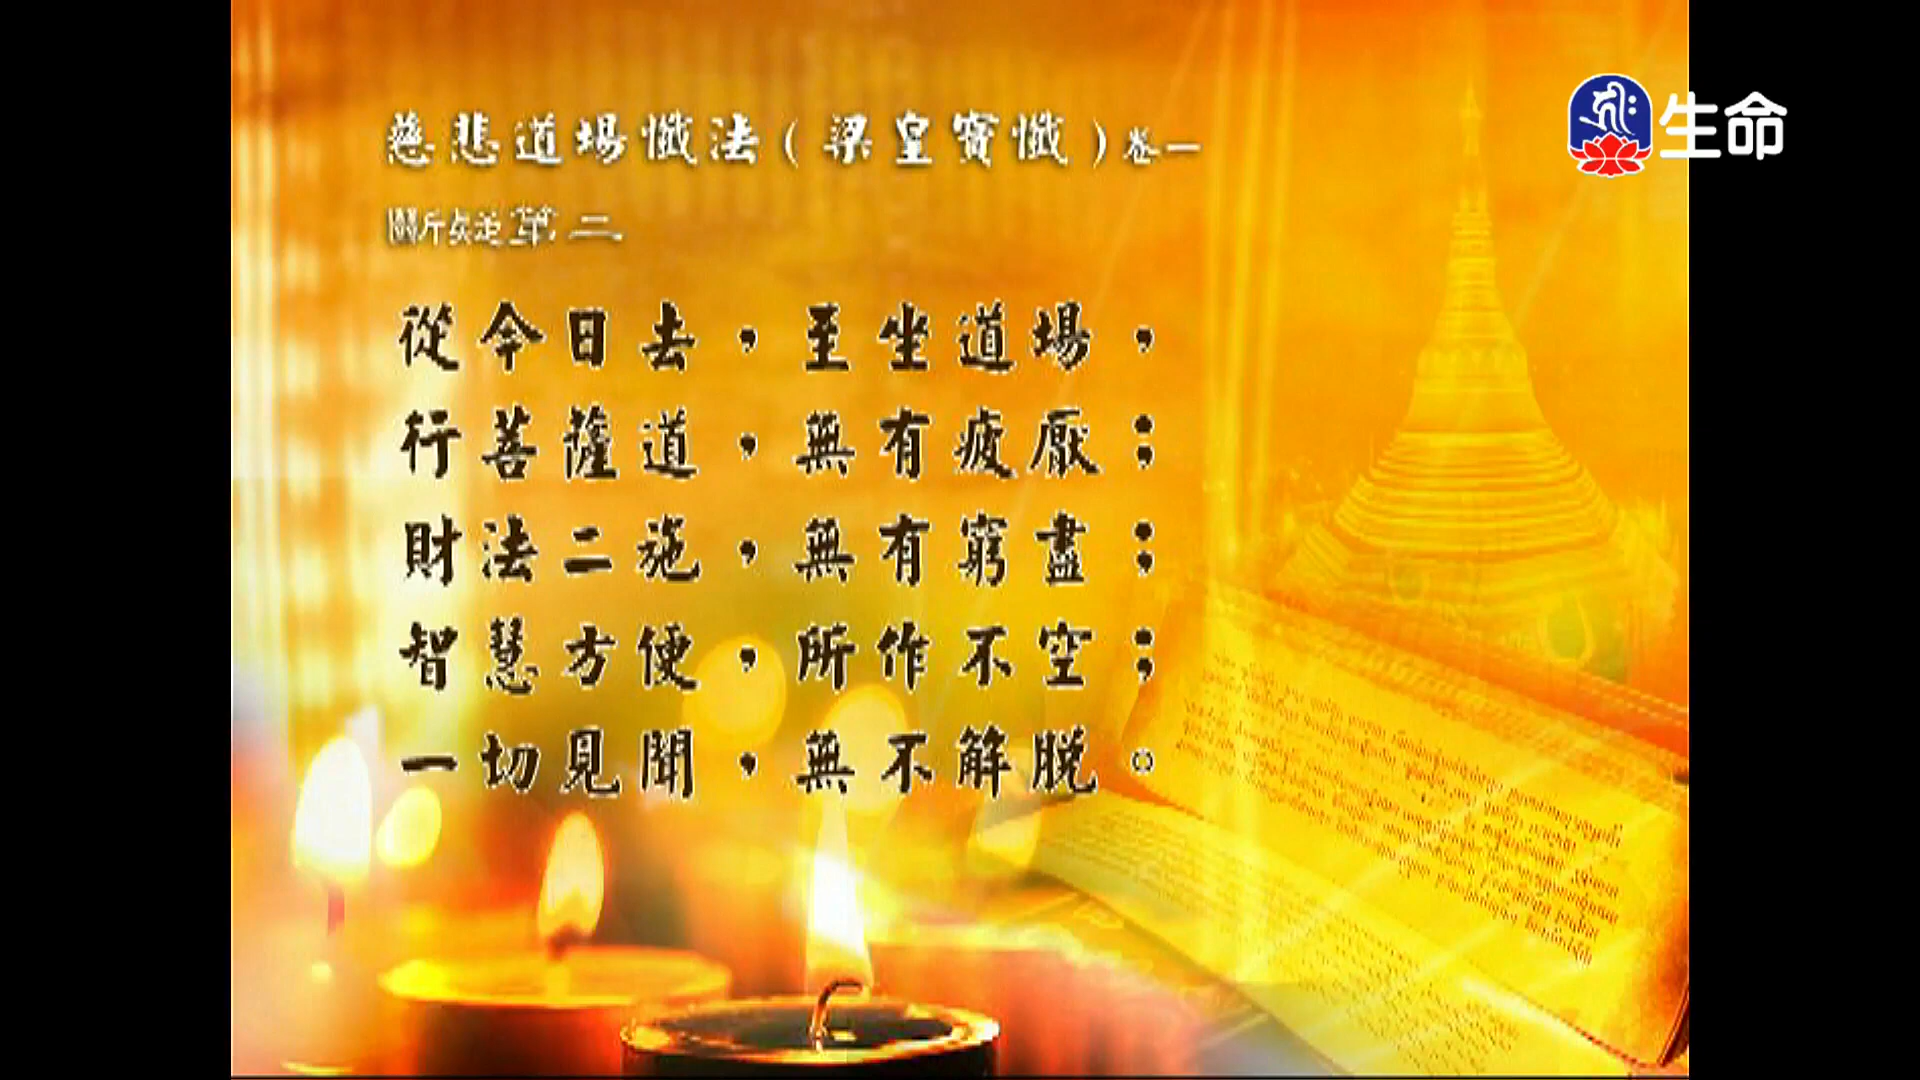 慈悲道場懺法（梁皇寶懺）卷一
生命
斷疑第二
從今日去，至坐道場，
行菩薩道，無有疲厭；
財法二施，無有窮盡；
智慧方便，所作不空；
一切見聞，無不解脫。